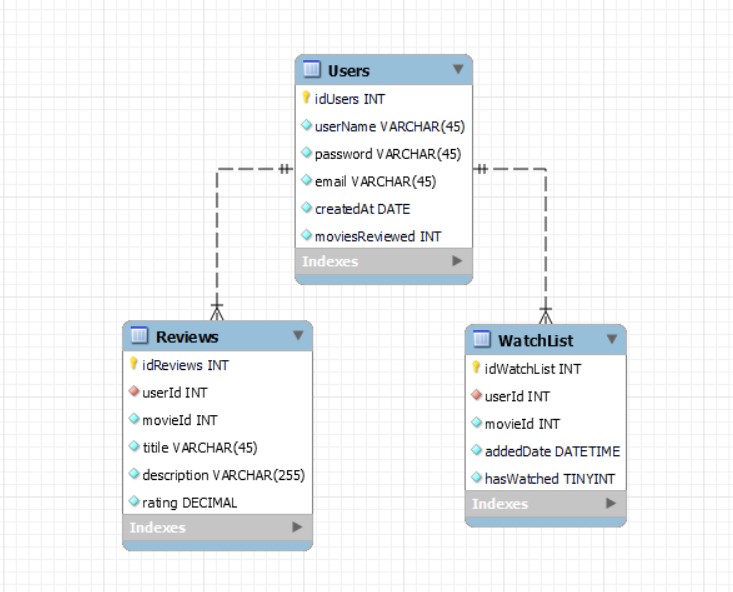 Users
idUsers INT
userName VARCHAR(45)
password VARCHAR(45)
email VARCHAR(45)
createdAt DATE
moviesReviewed INT
Indexes
Reviews
idReviews INT
userId INT
movieId INT
titile VARCHAR(45)
description VARCHAR(255)
rating DECIMAL
Indexes
WatchList
idWatchList INT
userId INT
movieId INT
addedDate DATETIME
hasWatched TINYINT
Indexes